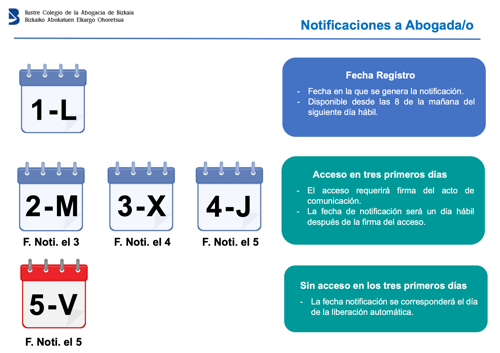 Ilustre Colegio de la Abogacía de Bizkaia
Bizkaiko Abokatuen Elkargo Ohoretsua
Notificaciones a Abogada/o
1-L
Fecha Registro
- Fecha en la que se genera la notificación.
- Disponible desde las 8 de la mañana del
siguiente día hábil.
2-M
3-X
4-J
F. Noti. el 3
F. Noti. el 4
F. Noti. el 5
Acceso en tres primeros días
- El acceso requerirá firma del acto de
comunicación.
- La fecha de notificación será un día hábil
después de la firma del acceso.
5-V
F. Noti. el 5
Sin acceso en los tres primeros días
- La fecha notificación se corresponderá el día
de la liberación automática.